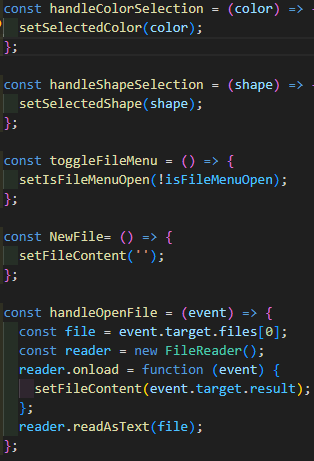 const handleColorSelection = (color) => {
  setSelectedColor(color);
};

const handleShapeSelection = (shape) => {
  setSelectedShape(shape);
};

const toggleFileMenu = () => {
  setIsFileMenuOpen(!isFileMenuOpen);
};

const NewFile= () => {
  setFileContent('');
};

const handleOpenFile = (event) => {
  const file = event.target.files[0];
  const reader = new FileReader();
  reader.onload = function (event) {
    setFileContent(event.target.result);
  };
  reader.readAsText(file);
};